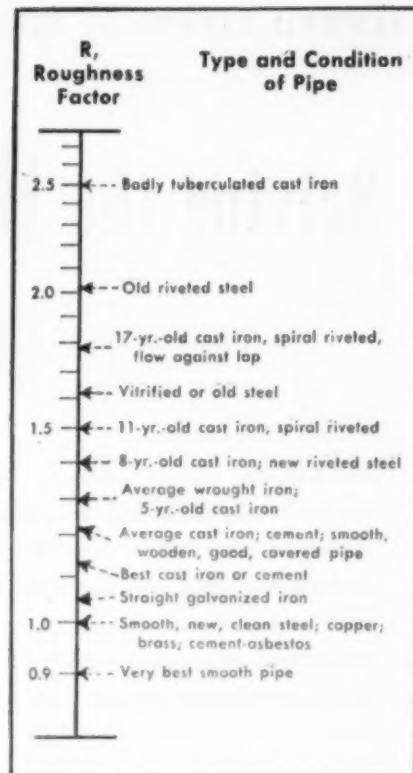 R,
Roughness
Factor
Type and Condition
of Pipe
2.5
Badly tuberculated cast iron
2.0
Old riveted steel
17-yr.-old cast iron, spiral riveted,
flow against lap
Vitrified or old steel
1.5
11-yr.-old cast iron, spiral riveted
8-yr.-old cast iron; new riveted steel
Average wrought iron;
5-yr.-old cast iron
Average cast iron; cement; smooth,
wooden, good, covered pipe
Best cast iron or cement
Straight galvanized iron
1.0
Smooth, new, clean steel; copper;
brass; cement-asbestos
0.9
Very best smooth pipe